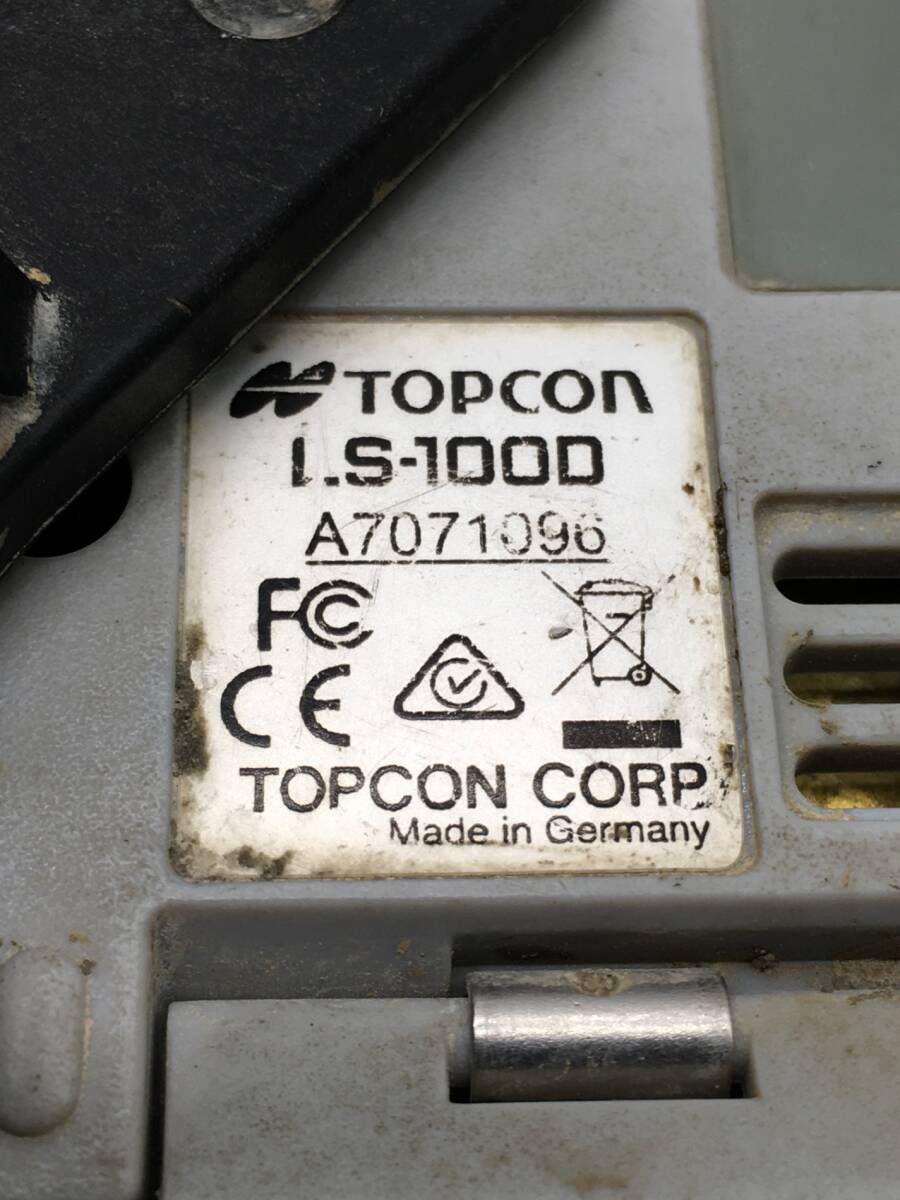 TOPCON
LS-100D
A7071096
FC
CE
TOPCON CORP
Made in Germany